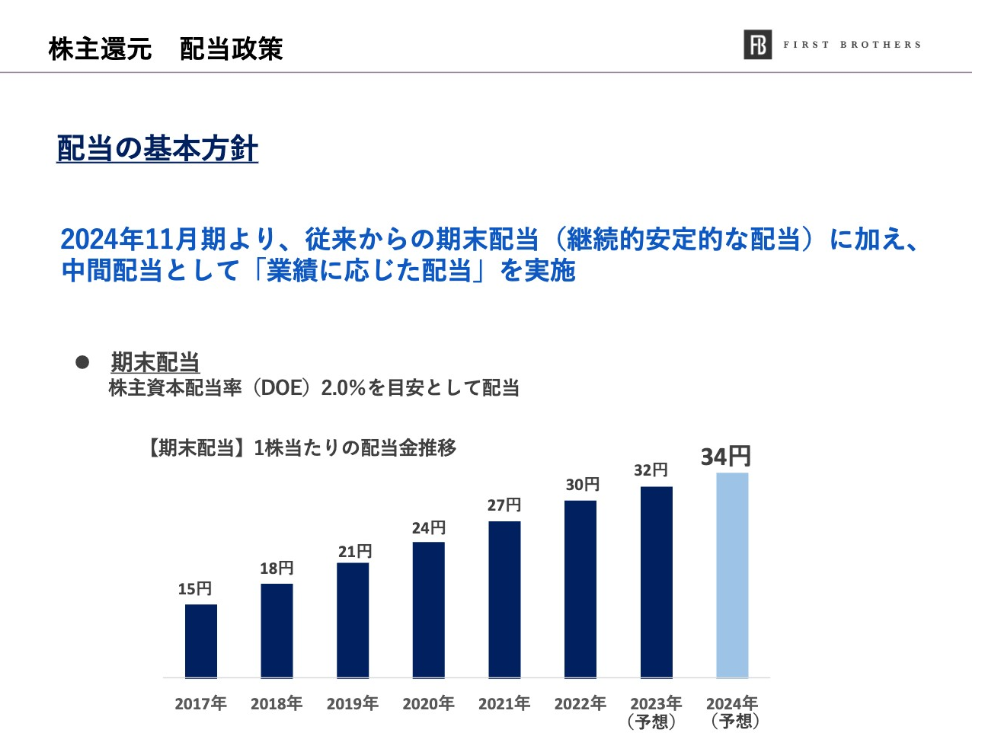 株主還元　配当政策
FB FIRST BROTHERS
配当の基本方針
2024年11月期より、従来からの期末配当（継続的安定的な配当）に加え、
中間配当として「業績に応じた配当」を実施
● 期末配当
株主資本配当率（DOE）2.0%を目安として配当
【期末配当】1株当たりの配当金推移
15円 18円 21円 24円 27円 30円 32円 34円
2017年 2018年 2019年 2020年 2021年 2022年 2023年 2024年
（予想） （予想）